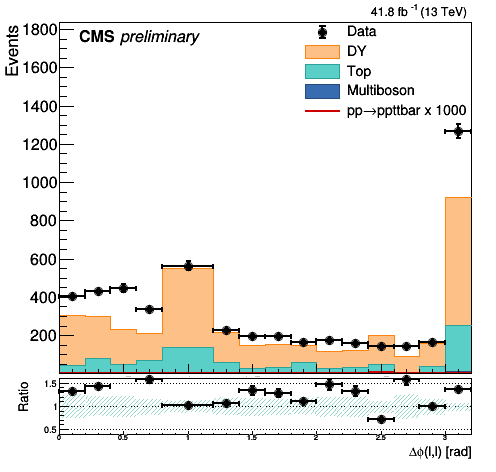 41.8 fb⁻¹ (13 TeV)
CMS preliminary
Data
DY
Top
Multiboson
pp→ppttbar x 1000
Events
1800
1600
1400
1200
1000
800
600
400
200
Ratio
1.5
1
0.5
0 0.5 1 1.5 2 2.5 3
Δϕ(l,l) [rad]